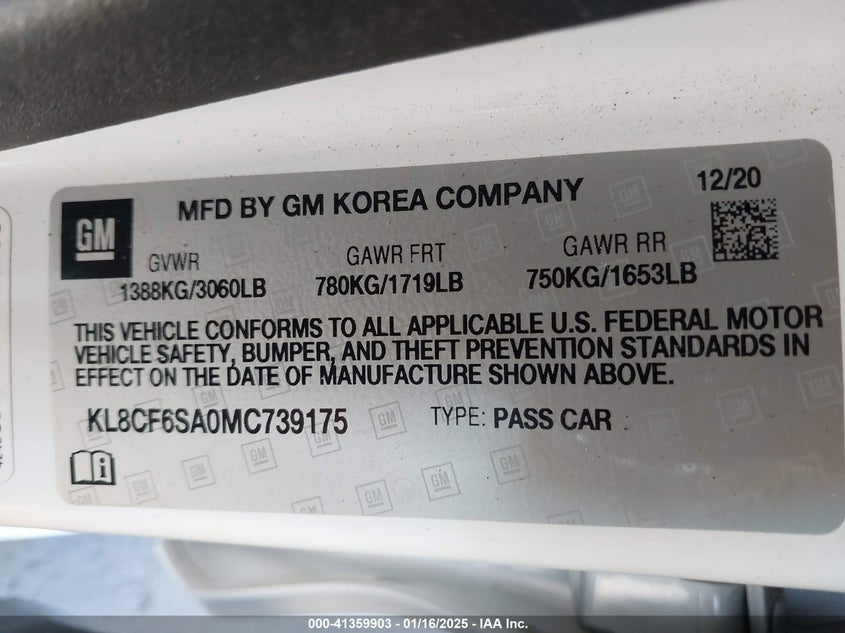 MFD BY GM KOREA COMPANY 12/20
GM
GVWR GAWR FRT GAWR RR
1388KG/3060LB 780KG/1719LB 750KG/1653LB
THIS VEHICLE CONFORMS TO ALL APPLICABLE U.S. FEDERAL MOTOR
VEHICLE SAFETY, BUMPER, AND THEFT PREVENTION STANDARDS IN
EFFECT ON THE DATE OF MANUFACTURE SHOWN ABOVE.
KL8CF6SA0MC739175 TYPE: PASS CAR
000-41359903 - 01/16/2025 - IAA Inc.